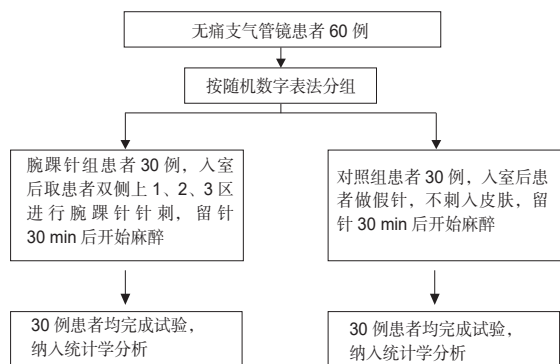 无痛支气管镜患者 60 例
按随机数字表法分组
腕踝针组患者 30 例，入室
后取患者双侧上 1、2、3 区
进行腕踝针针刺，留针
30 min 后开始麻醉
对照组患者 30 例，入室后患
者做假针，不刺入皮肤，留
针 30 min 后开始麻醉
30 例患者均完成试验，
纳入统计学分析
30 例患者均完成试验，
纳入统计学分析